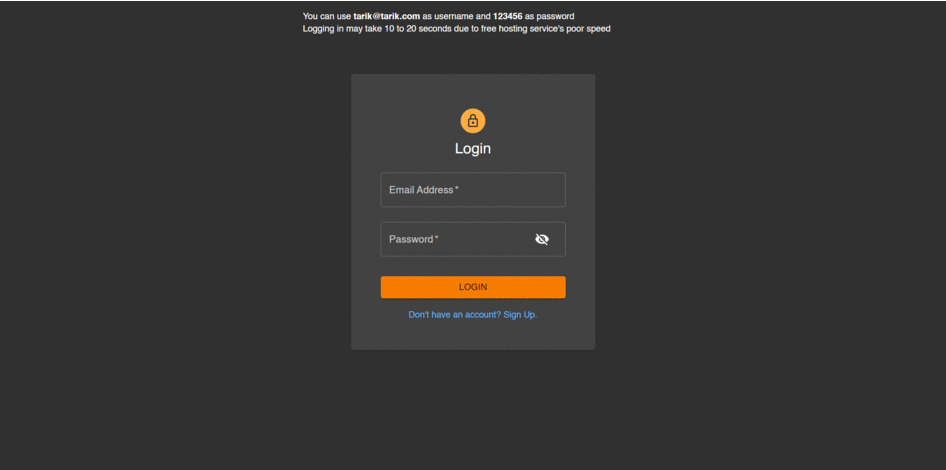 You can use tarik@tarik.com as username and 123456 as password
Logging in may take 10 to 20 seconds due to free hosting service's poor speed
Login
Email Address *
Password *
LOGIN
Don't have an account? Sign Up.